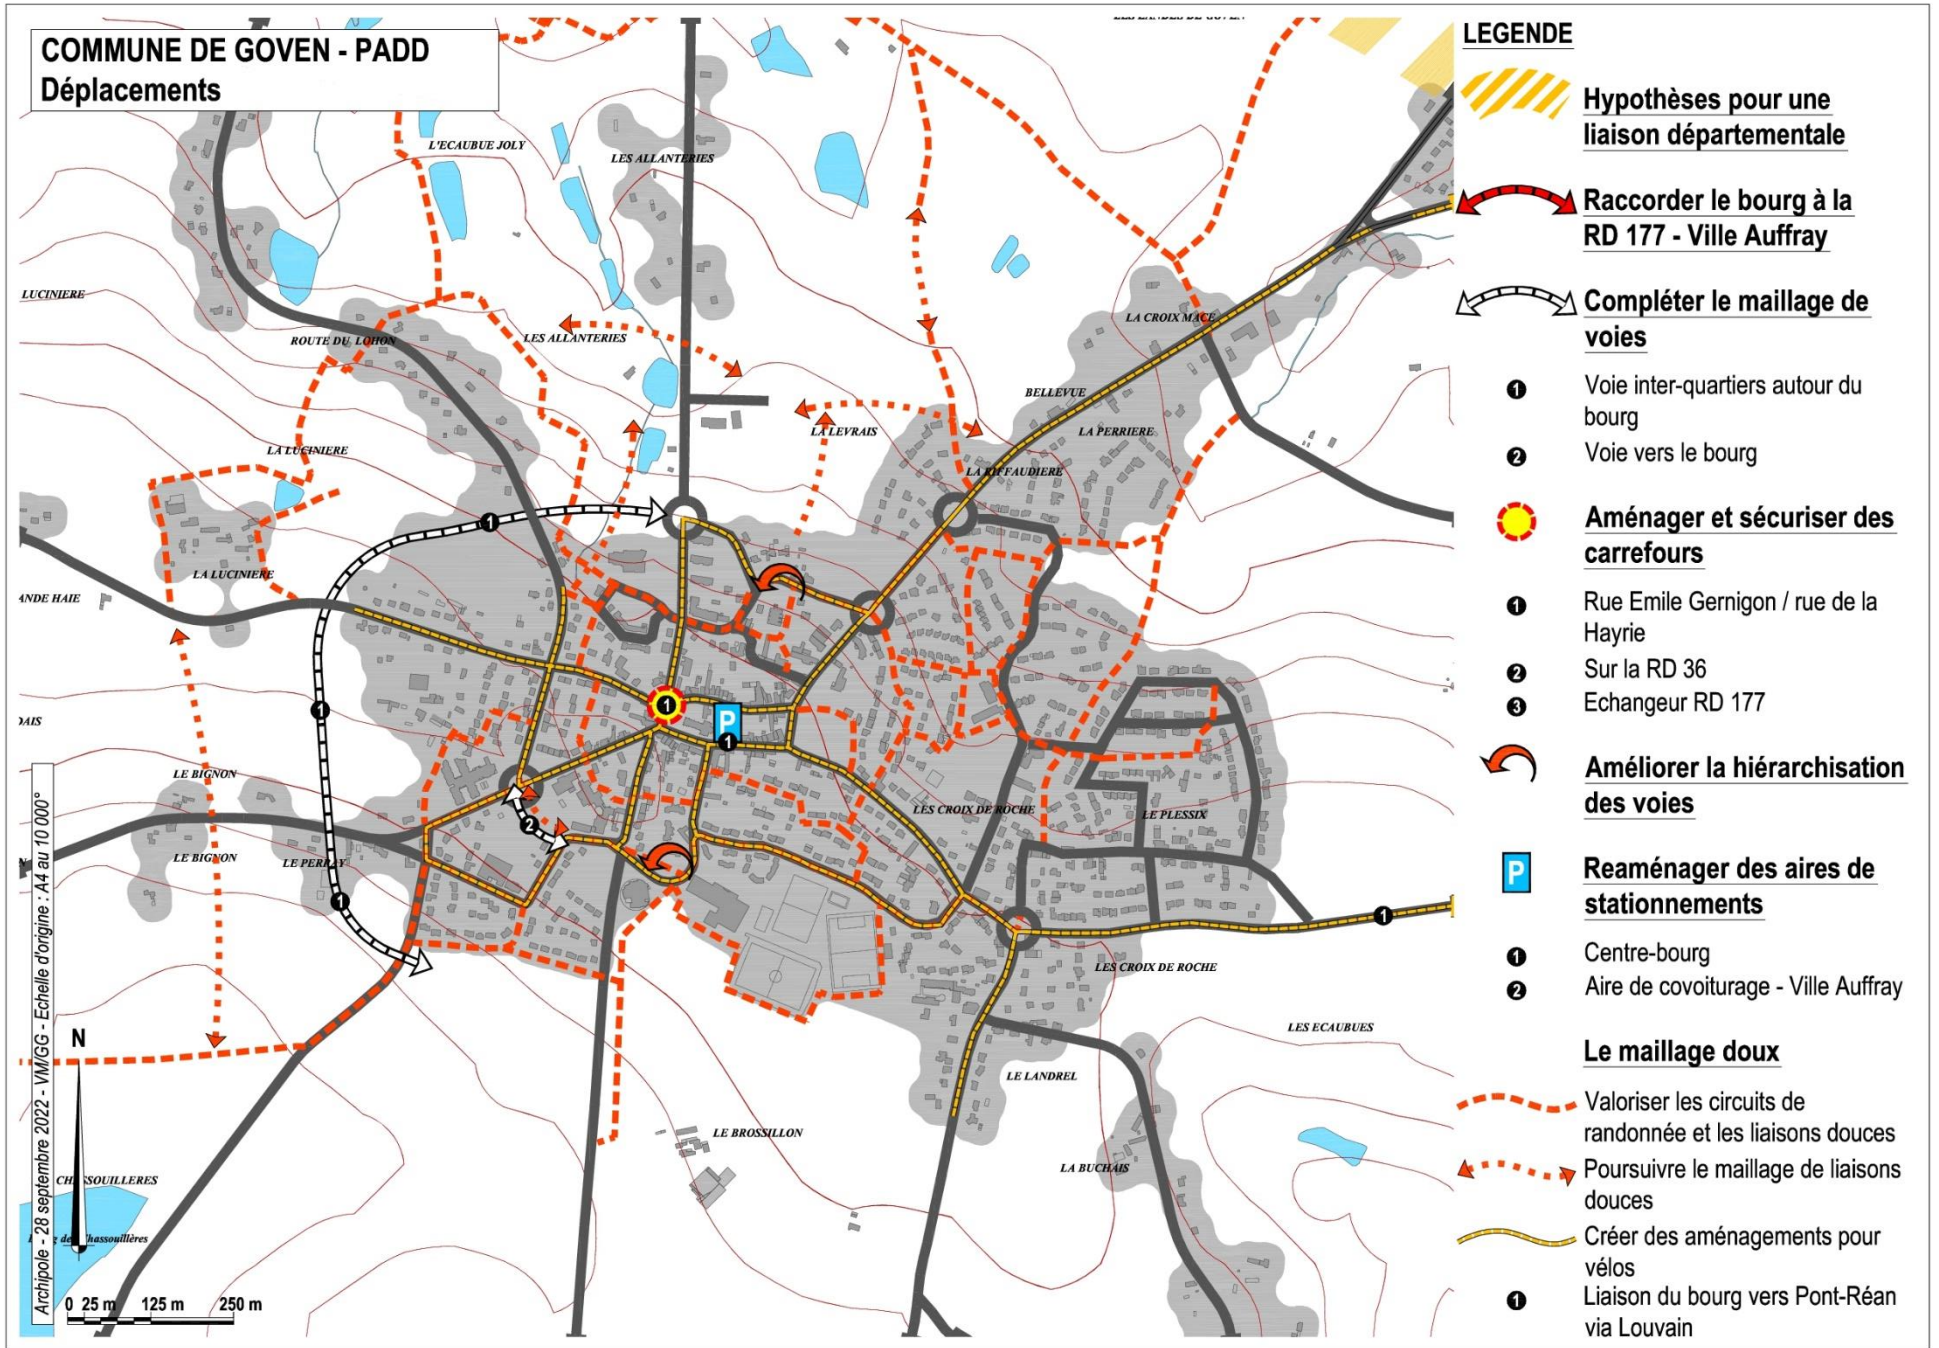 COMMUNE DE GOVEN - PADD
Déplacements
L'ECAUBUE JOLY
LES ALLANTERIES
LUCINIERE
ROUTE DU LOHON
LES ALLANTERIES
LA CROIX MACE
BELLEVUE
LA LEVRAIS
LA PERRIERE
LA LUCINIERE
LA RIFFAUDIERE
1
LA LUCINIERE
ANDE HAIE
1
1
P
1
DAIS
LE BIGNON
2
LES CROIX DE ROCHE
LE PLESSIX
LE BIGNON
LE PERRAY
1
1
LES CROIX DE ROCHE
LES ECAUBUES
N
LE LANDREL
LE BROSSILLON
LA BUCHAIS
Archipole - 28 septembre 2022 - VM/GG - Echelle d'origine : A4 au 10 000°
0 25 m 125 m 250 m
LEGENDE
Hypothèses pour une
liaison départementale
Raccorder le bourg à la
RD 177 - Ville Auffray
Compléter le maillage de
voies
1 Voie inter-quartiers autour du
bourg
2 Voie vers le bourg
Aménager et sécuriser des
carrefours
1 Rue Emile Gernigon / rue de la
Hayrie
2 Sur la RD 36
3 Echangeur RD 177
Améliorer la hiérarchisation
des voies
P Reaménager des aires de
stationnements
1 Centre-bourg
2 Aire de covoiturage - Ville Auffray
Le maillage doux
Valoriser les circuits de
randonnée et les liaisons douces
Poursuivre le maillage de liaisons
douces
Créer des aménagements pour
vélos
1 Liaison du bourg vers Pont-Réan
via Louvain